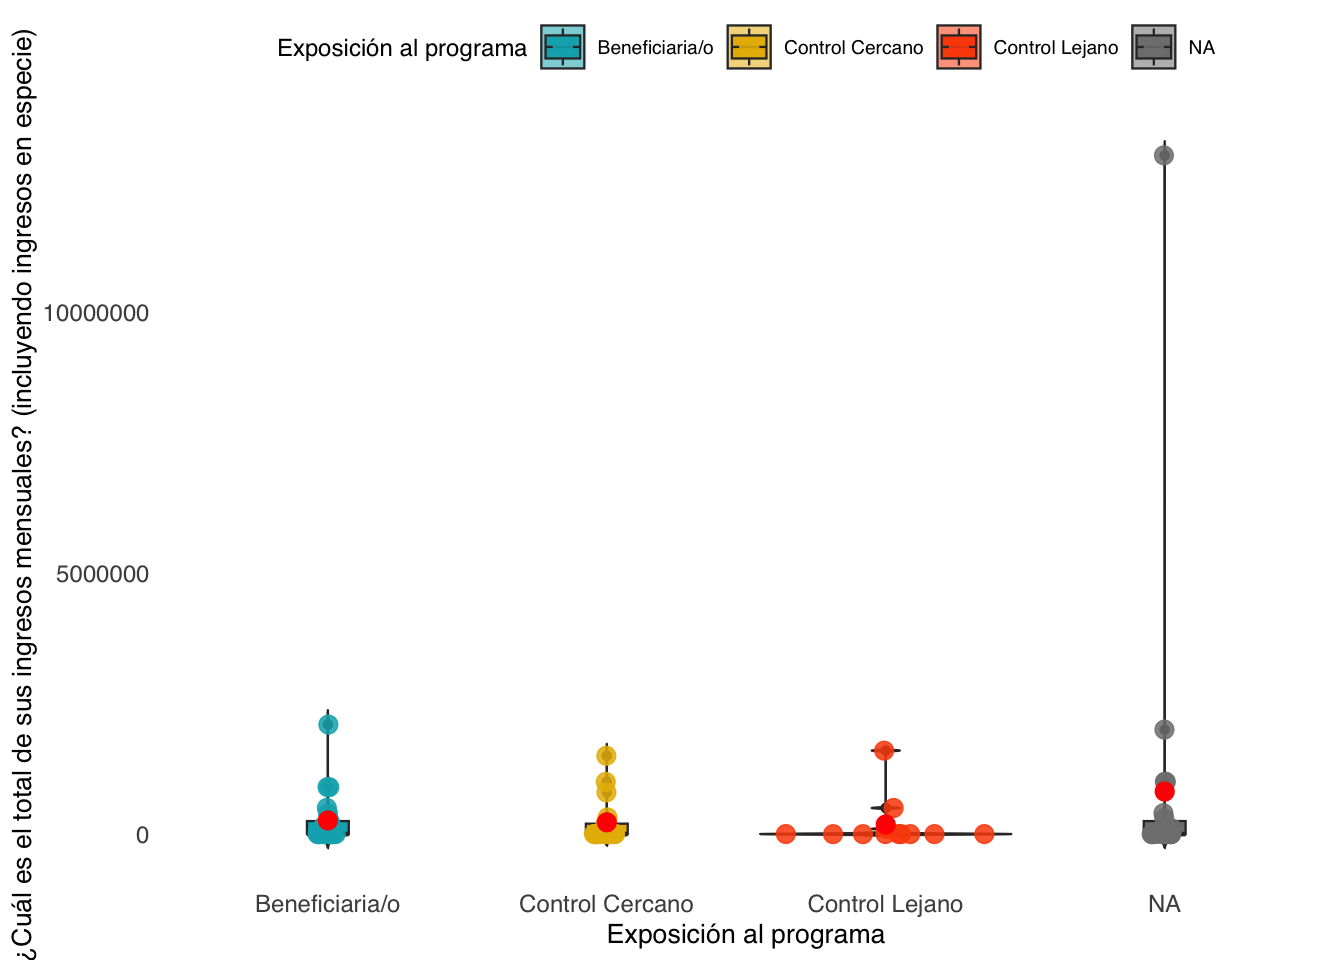 Exposición al programa
Beneficiaria/o
Control Cercano
Control Lejano
NA
¿Cuál es el total de sus ingresos mensuales? (incluyendo ingresos en especie)
10000000
5000000
0
Beneficiaria/o
Control Cercano
Control Lejano
NA
Exposición al programa